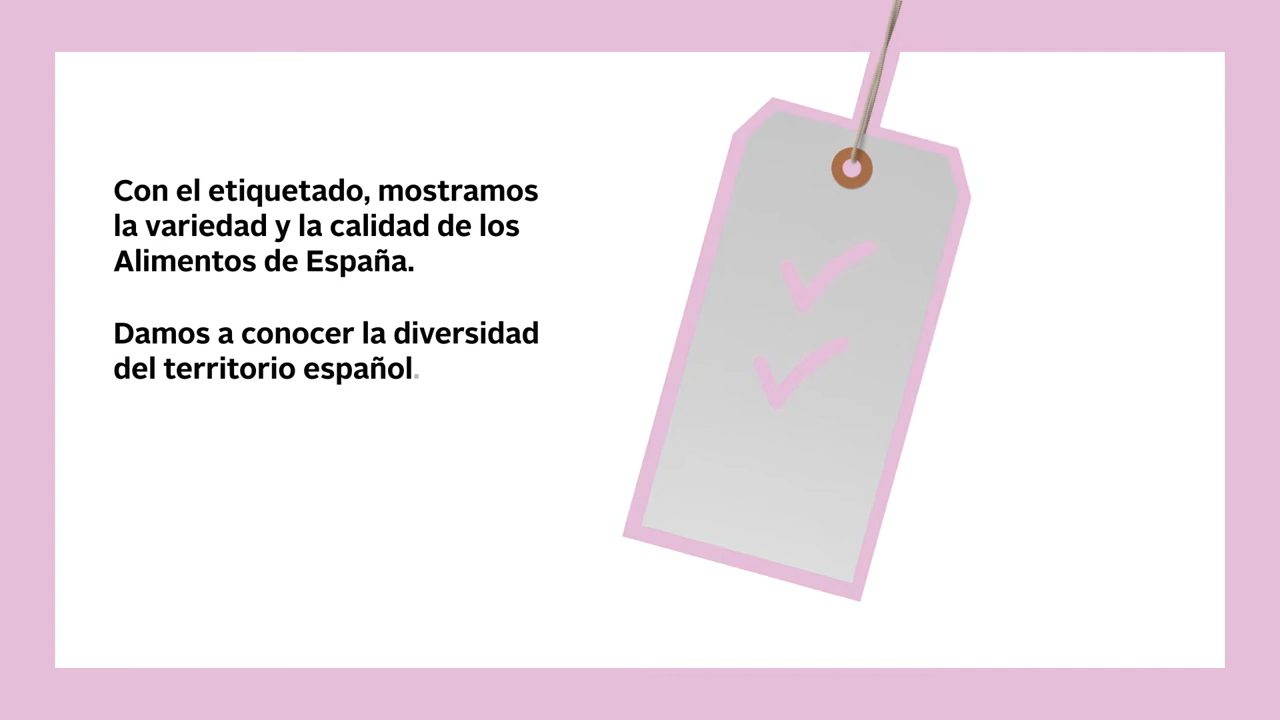 Con el etiquetado, mostramos
la variedad y la calidad de los
Alimentos de España.
Damos a conocer la diversidad
del territorio español.